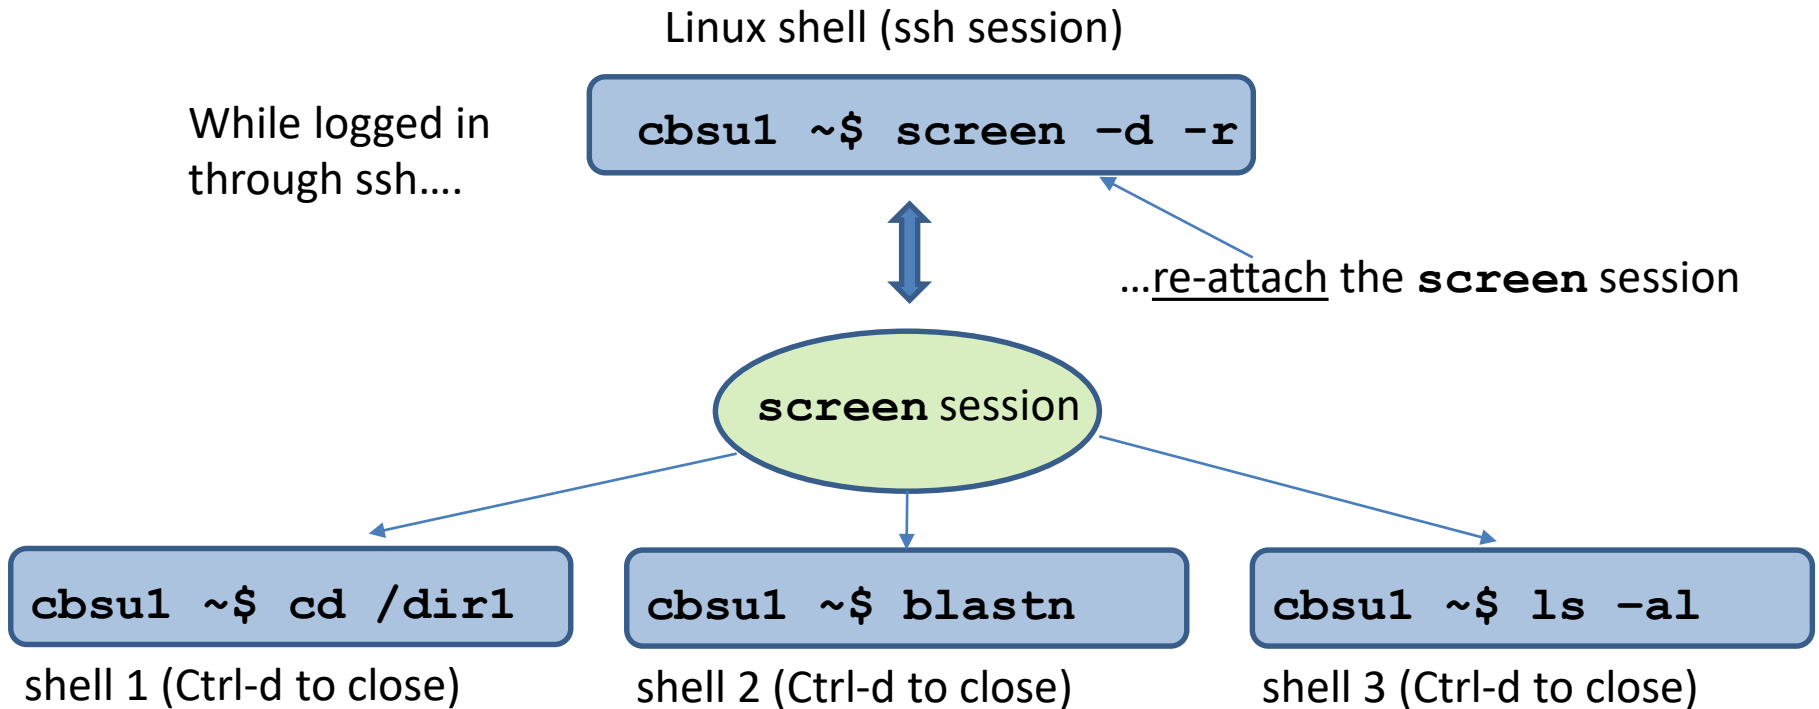 Linux shell (ssh session)
While logged in
through ssh….
cbsu1 ~$ screen –d -r
…re-attach the screen session
screen session
cbsu1 ~$ cd /dir1
cbsu1 ~$ blastn
cbsu1 ~$ ls –al
shell 1 (Ctrl-d to close)
shell 2 (Ctrl-d to close)
shell 3 (Ctrl-d to close)